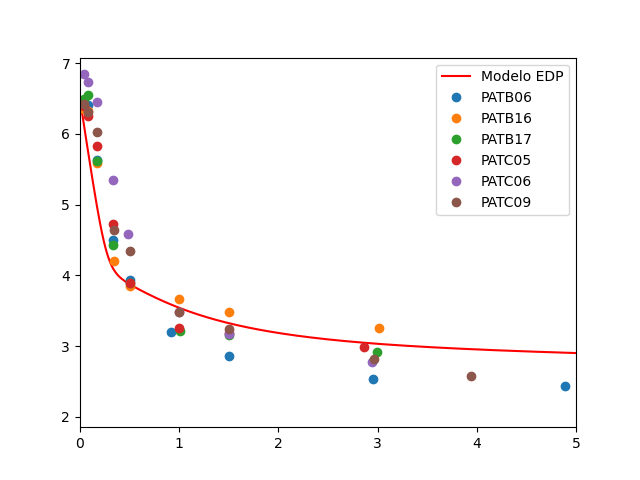 7
6
5
4
3
2
0 1 2 3 4 5
Modelo EDP
PATB06
PATB16
PATB17
PATC05
PATC06
PATC09